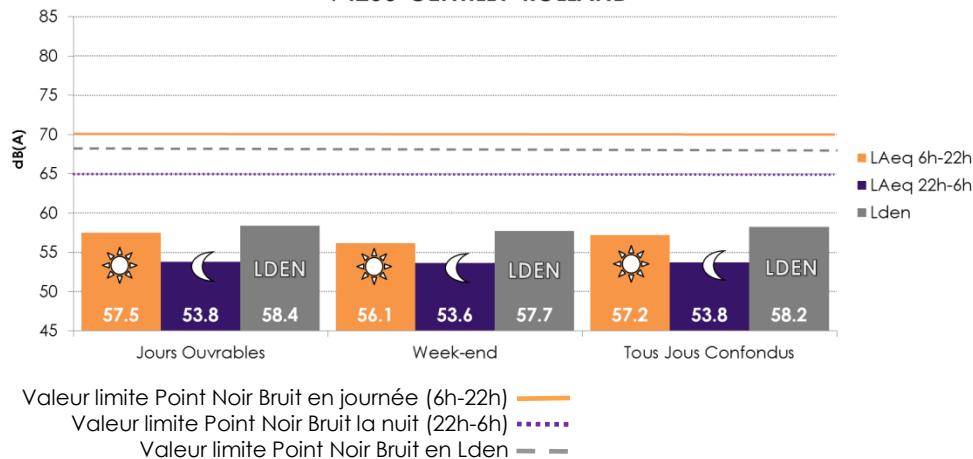 85
80
75
70
65
60
55
50
45
dB(A)
LAeq 6h-22h
LAeq 22h-6h
Lden
LDEN LDEN LDEN
57.5 53.8 58.4 56.1 53.6 57.7 57.2 53.8 58.2
Jours Ouvrables Week-end Tous Jous Confondus
Valeur limite Point Noir Bruit en journée (6h-22h)
Valeur limite Point Noir Bruit la nuit (22h-6h)
Valeur limite Point Noir Bruit en Lden